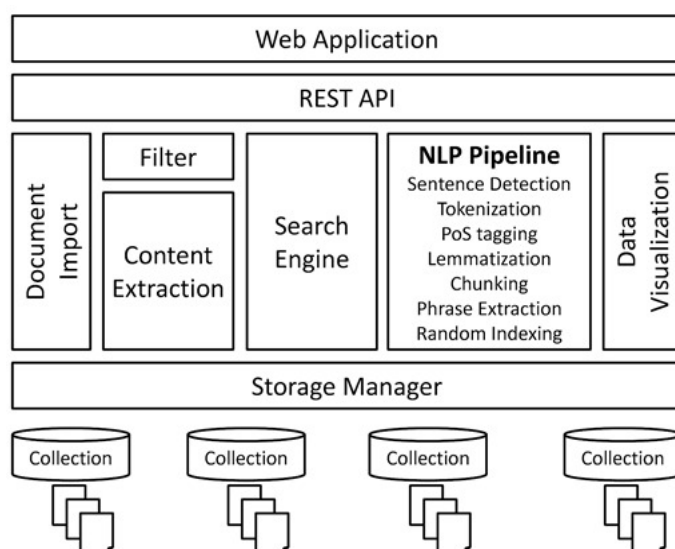 Web Application
REST API
Document
Import
Filter
Content
Extraction
Search
Engine
NLP Pipeline
Sentence Detection
Tokenization
PoS tagging
Lemmatization
Chunking
Phrase Extraction
Random Indexing
Data
Visualization
Storage Manager
Collection
Collection
Collection
Collection